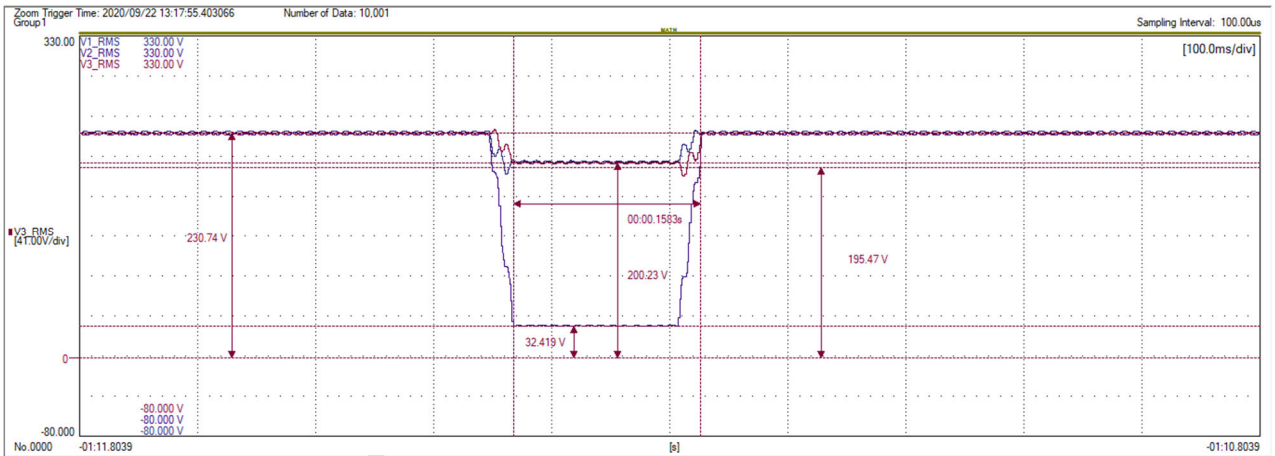 Zoom Trigger Time: 2020/09/22 13:17:55.403066 Number of Data: 10,001
Group1 Sampling Interval: 100.00us
MATH
330.00 V1_RMS 330.00 V
[100.0ms/div]
V2_RMS 330.00 V
V3_RMS 330.00 V
00:00.1583s
V3_RMS
[41.00V/div]
230.74 V
195.47 V
200.23 V
32.419 V
0
-80.000 V
-80.000 V
-80.000 -80.000 V
No.0000 -01:11.8039 [s] -01:10.8039